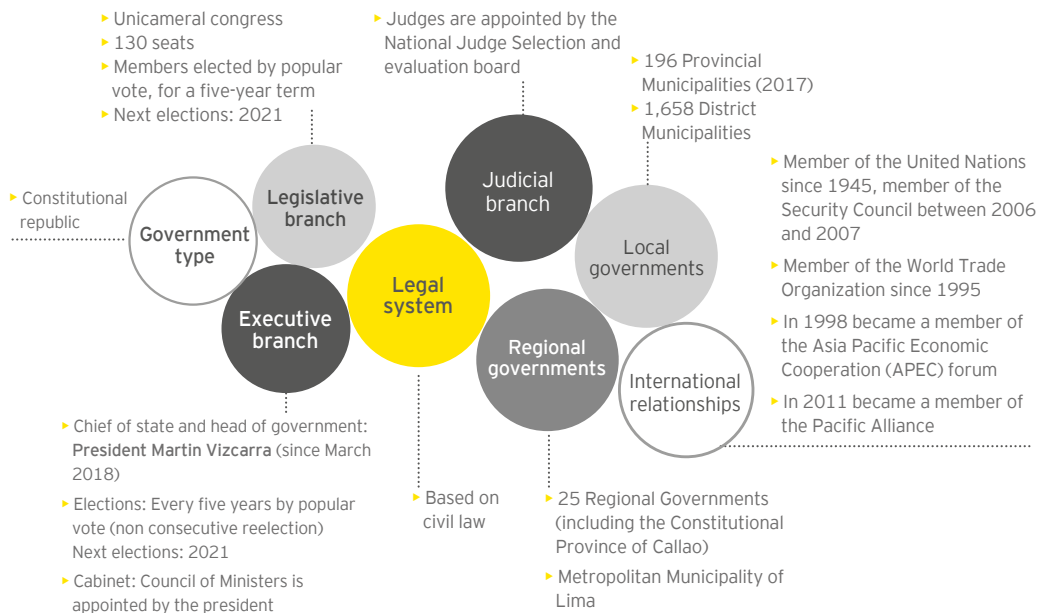 Unicameral congress
130 seats
Members elected by popular
vote, for a five-year term
Next elections: 2021
Judges are appointed by the
National Judge Selection and
evaluation board
196 Provincial
Municipalities (2017)
1,658 District
Municipalities
Constitutional
republic
Government
type
Legislative
branch
Executive
branch
Legal
system
Judicial
branch
Regional
governments
Local
governments
International
relationships
Member of the United Nations
since 1945, member of the
Security Council between 2006
and 2007
Member of the World Trade
Organization since 1995
In 1998 became a member of
the Asia Pacific Economic
Cooperation (APEC) forum
In 2011 became a member of
the Pacific Alliance
Chief of state and head of government:
President Martin Vizcarra (since March
2018)
Elections: Every five years by popular
vote (non consecutive reelection)
Next elections: 2021
Cabinet: Council of Ministers is
appointed by the president
Based on
civil law
25 Regional Governments
(including the Constitutional
Province of Callao)
Metropolitan Municipality of
Lima